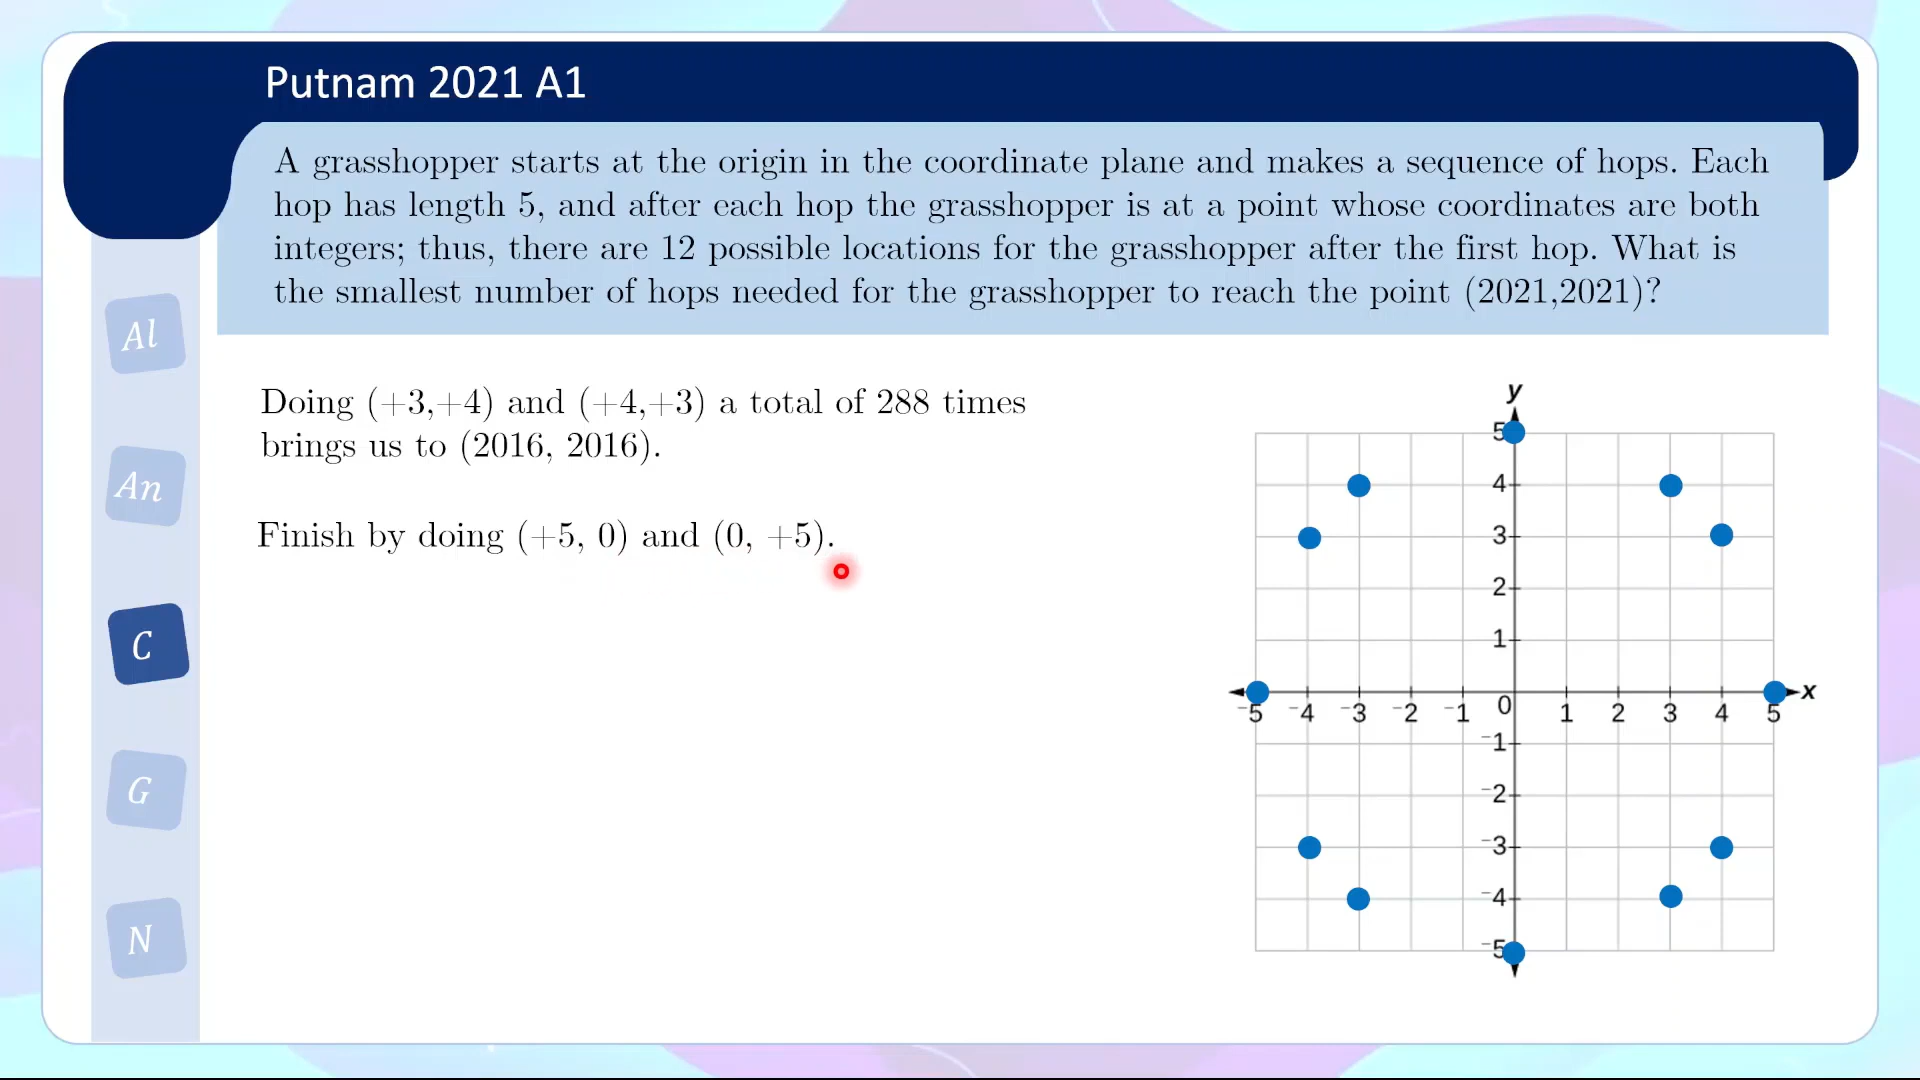 Putnam 2021 A1
A grasshopper starts at the origin in the coordinate plane and makes a sequence of hops. Each
hop has length 5, and after each hop the grasshopper is at a point whose coordinates are both
integers; thus, there are 12 possible locations for the grasshopper after the first hop. What is
the smallest number of hops needed for the grasshopper to reach the point (2021,2021)?
Al
An
C
G
N
Doing (+3,+4) and (+4,+3) a total of 288 times
brings us to (2016, 2016).
Finish by doing (+5, 0) and (0, +5).
y
5
4
3
2
1
0
x
-5 -4 -3 -2 -1 1 2 3 4 5
-1
-2
-3
-4
-5